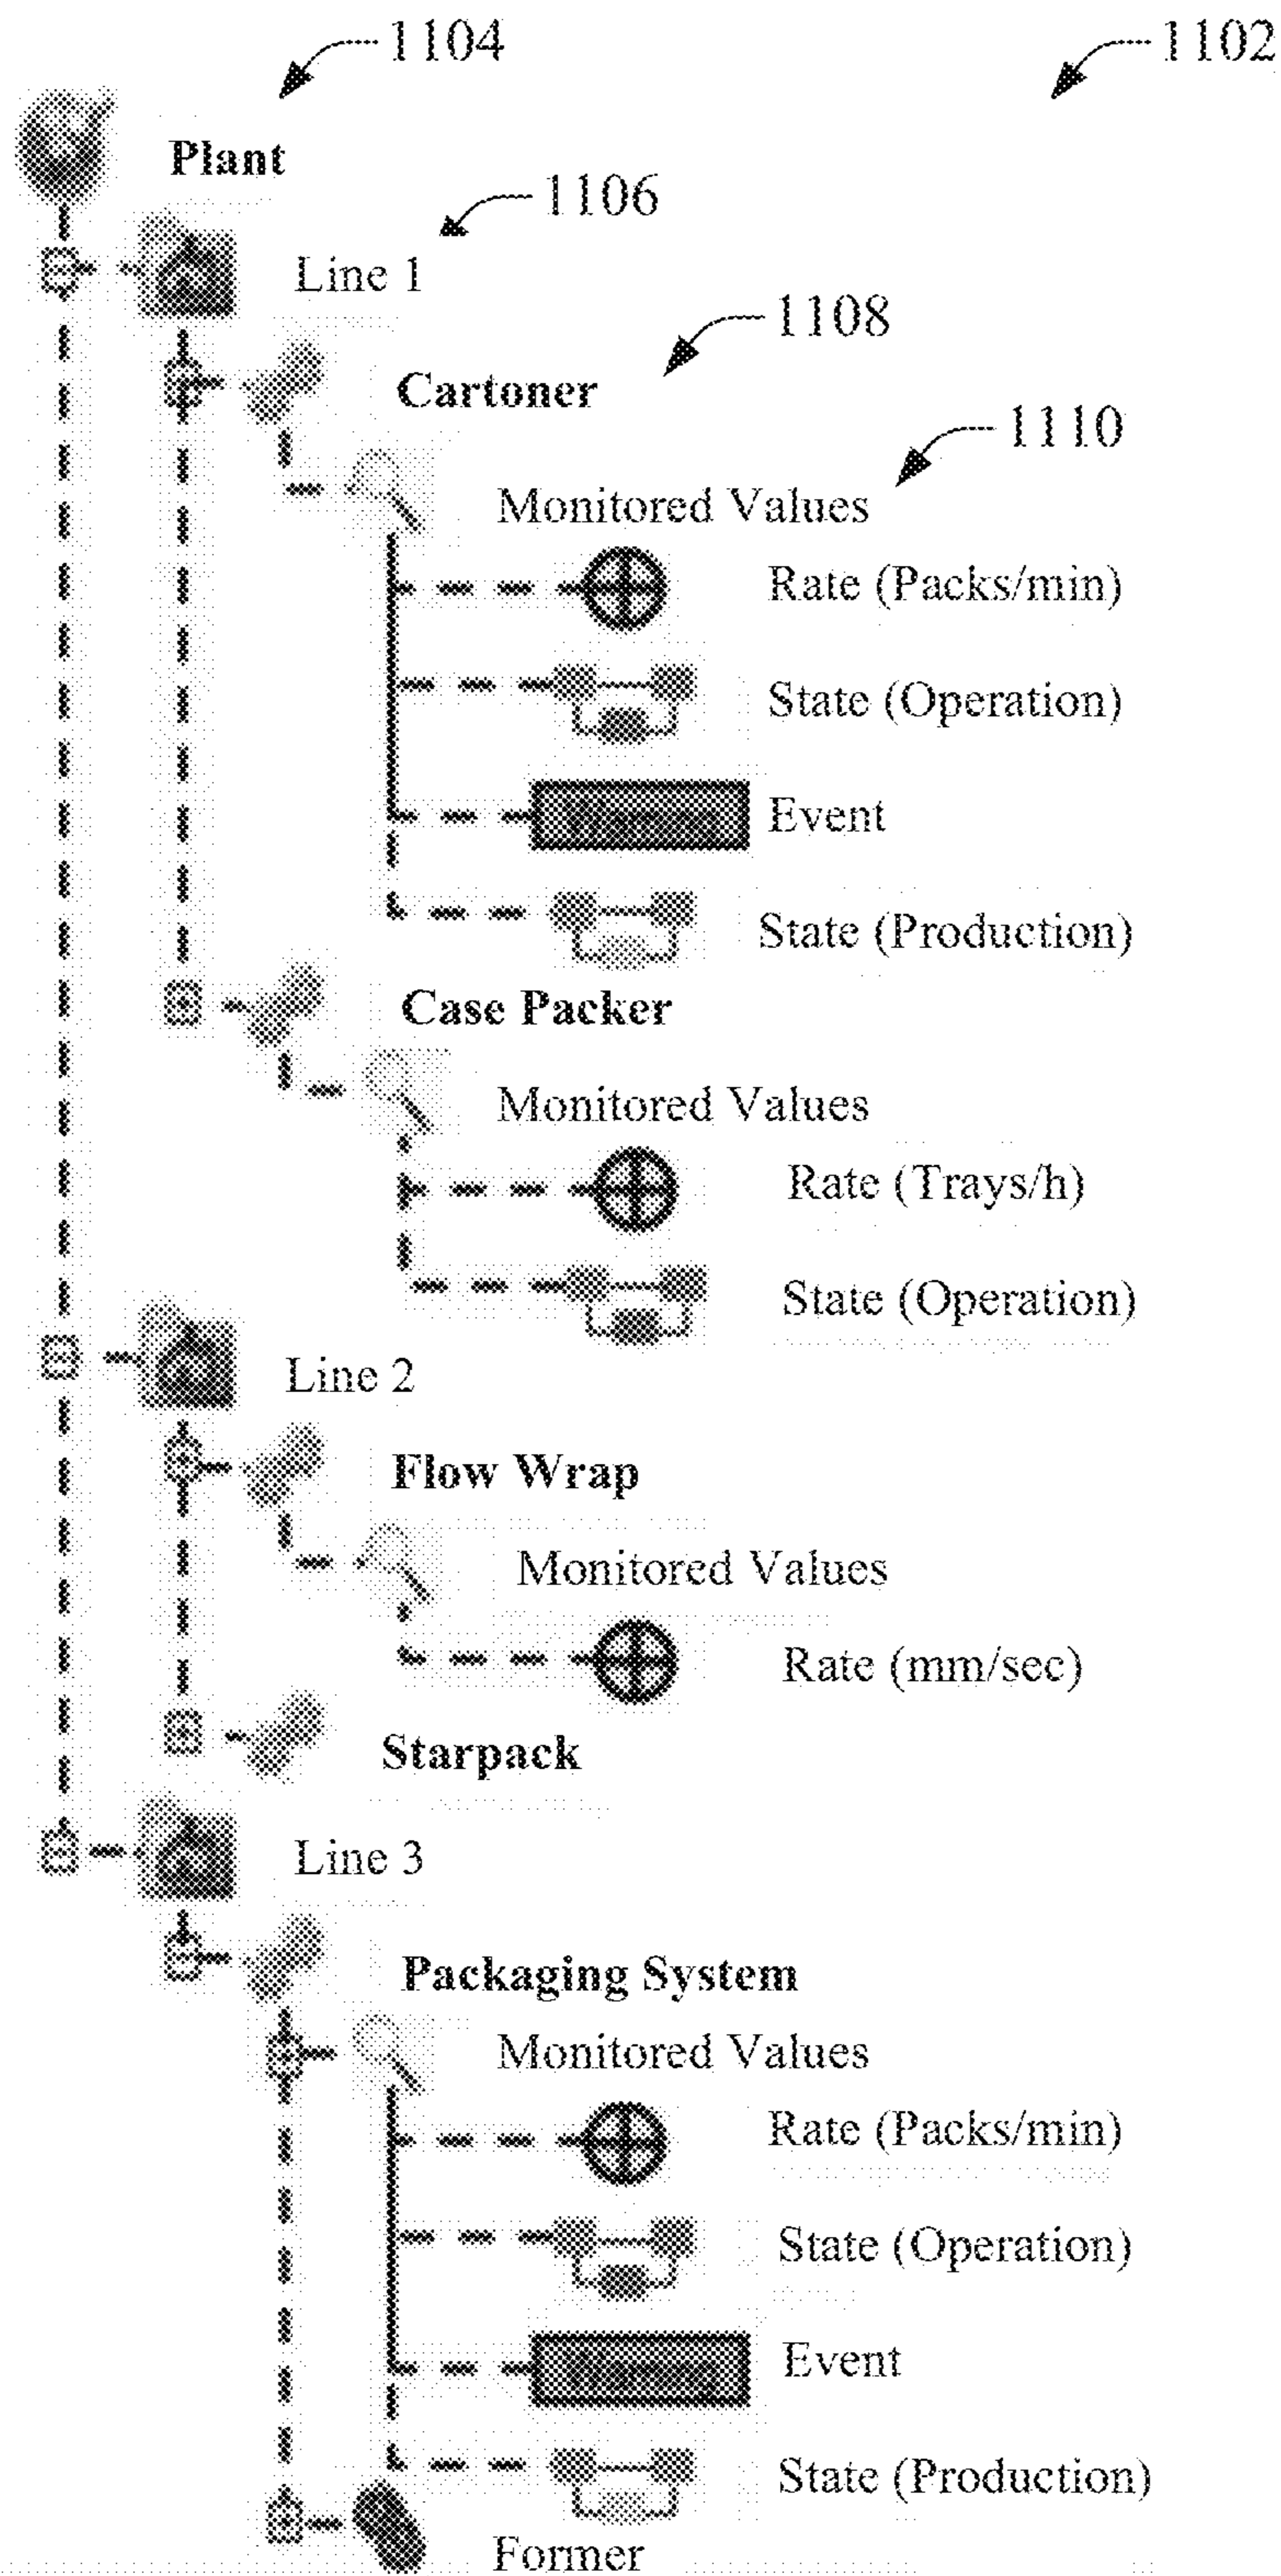 1104
1102
Plant
1106
Line 1
1108
Cartoner
1110
Monitored Values
Rate (Packs/min)
State (Operation)
Warning
Event
State (Production)
Case Packer
Monitored Values
Rate (Trays/h)
State (Operation)
Line 2
Flow Wrap
Monitored Values
Rate (mm/sec)
Starpack
Line 3
Packaging System
Monitored Values
Rate (Packs/min)
State (Operation)
Warning
Event
State (Production)
Former